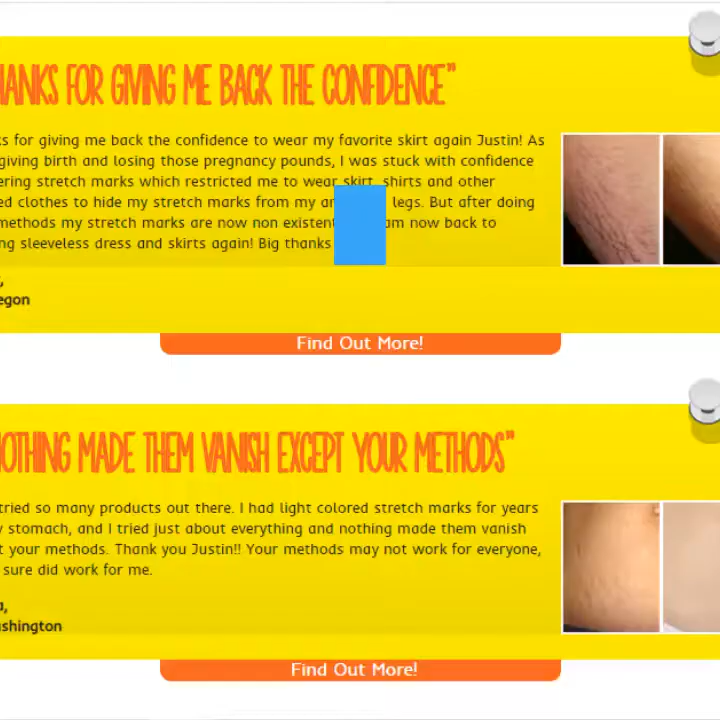 HANKS FOR GIVING ME BACK THE CONFIDENCE"
s for giving me back the confidence to wear my favorite skirt again Justin! As
giving birth and losing those pregnancy pounds, I was stuck with confidence
ering stretch marks which restricted me to wear skirt, shirts and other
ed clothes to hide my stretch marks from my ar legs. But after doing
methods my stretch marks are now non existent am now back to
ng sleeveless dress and skirts again! Big thanks
egon
Find Out More!
OTHING MADE THEM VANISH EXCEPT YOUR METHODS"
tried so many products out there. I had light colored stretch marks for years
y stomach, and I tried just about everything and nothing made them vanish
t your methods. Thank you Justin!! Your methods may not work for everyone,
sure did work for me.
a,
shington
Find Out More!